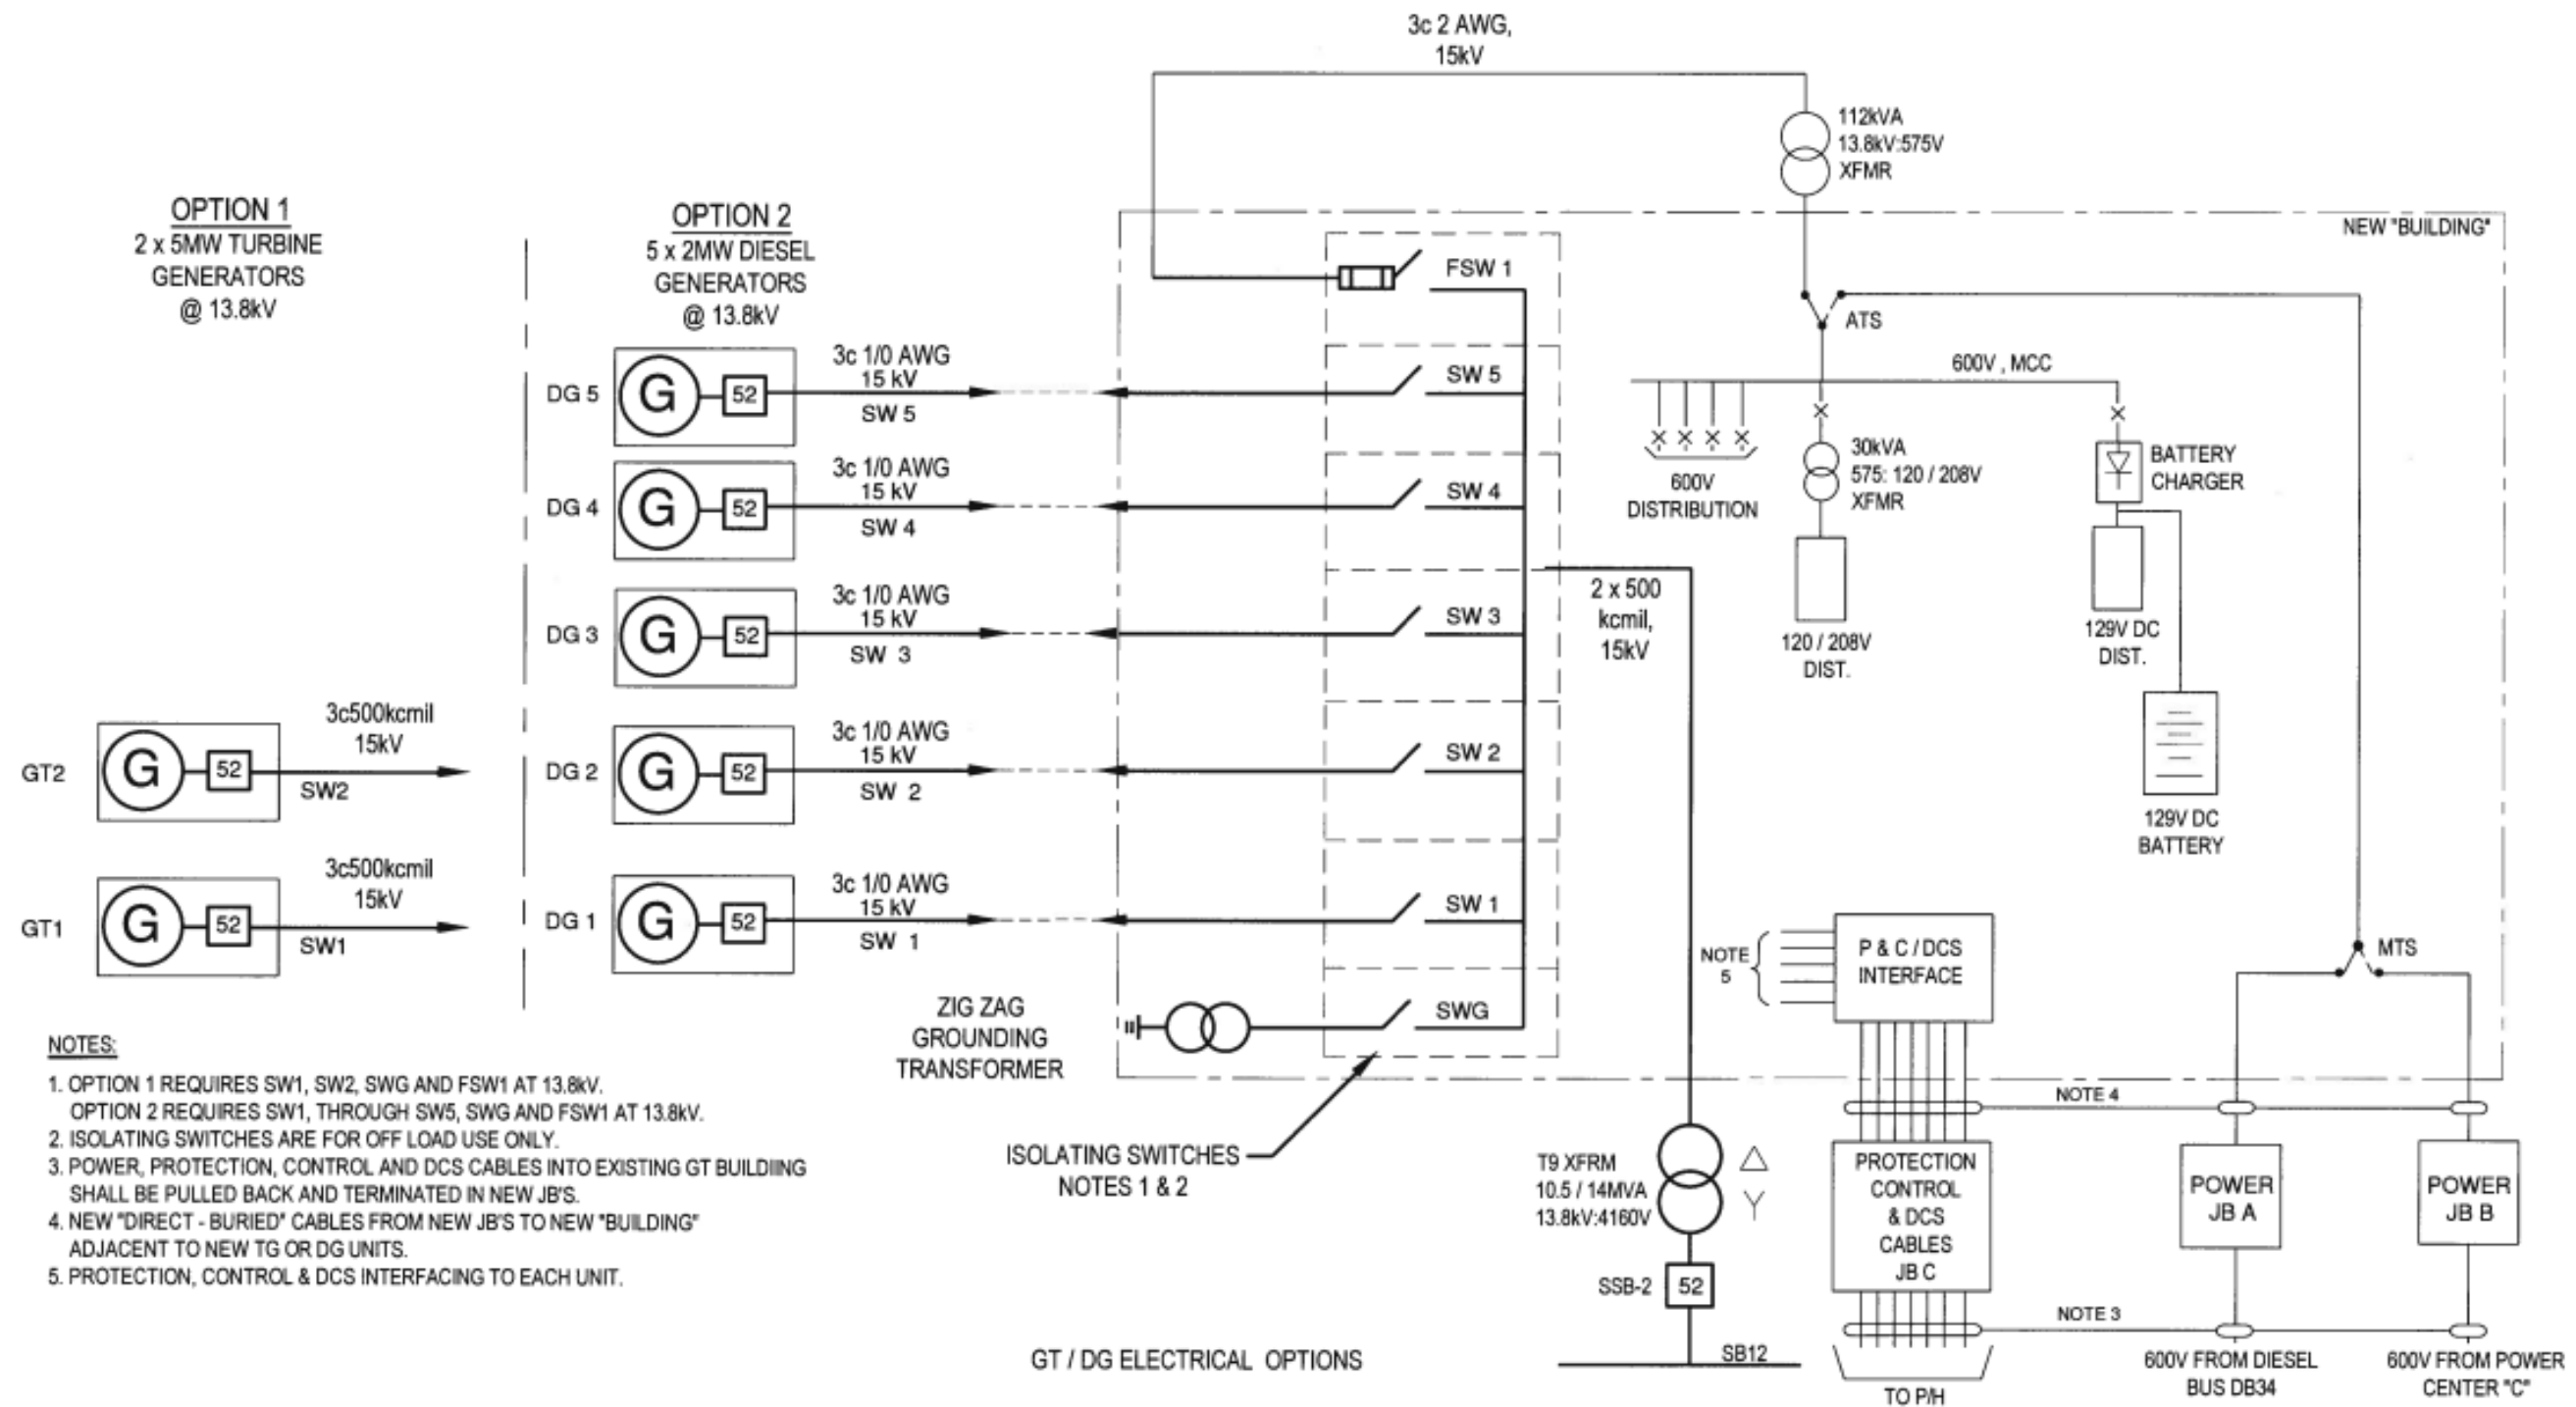 3c 2 AWG,
15kV
112kVA
13.8kV:575V
XFMR
OPTION 1
2 x 5MW TURBINE
GENERATORS
@ 13.8kV
OPTION 2
5 x 2MW DIESEL
GENERATORS
@ 13.8kV
NEW "BUILDING"
FSW 1
ATS
600V , MCC
DG 5
G
52
3c 1/0 AWG
15 kV
SW 5
SW 5
DG 4
G
52
3c 1/0 AWG
15 kV
SW 4
SW 4
600V
DISTRIBUTION
30kVA
575: 120 / 208V
XFMR
BATTERY
CHARGER
DG 3
G
52
3c 1/0 AWG
15 kV
SW 3
SW 3
2 x 500
kcmil,
15kV
120 / 208V
DIST.
129V DC
DIST.
GT2
G
52
3c500kcmil
15kV
SW2
DG 2
G
52
3c 1/0 AWG
15 kV
SW 2
SW 2
129V DC
BATTERY
GT1
G
52
3c500kcmil
15kV
SW1
DG 1
G
52
3c 1/0 AWG
15 kV
SW 1
SW 1
NOTE
5
P & C / DCS
INTERFACE
MTS
ZIG ZAG
GROUNDING
TRANSFORMER
SWG
NOTES:
1. OPTION 1 REQUIRES SW1, SW2, SWG AND FSW1 AT 13.8kV.
OPTION 2 REQUIRES SW1, THROUGH SW5, SWG AND FSW1 AT 13.8kV.
2. ISOLATING SWITCHES ARE FOR OFF LOAD USE ONLY.
3. POWER, PROTECTION, CONTROL AND DCS CABLES INTO EXISTING GT BUILDIING
SHALL BE PULLED BACK AND TERMINATED IN NEW JB'S.
4. NEW "DIRECT - BURIED" CABLES FROM NEW JB'S TO NEW "BUILDING"
ADJACENT TO NEW TG OR DG UNITS.
5. PROTECTION, CONTROL & DCS INTERFACING TO EACH UNIT.
ISOLATING SWITCHES
NOTES 1 & 2
NOTE 4
T9 XFRM
10.5 / 14MVA
13.8kV:4160V
PROTECTION
CONTROL
& DCS
CABLES
JB C
POWER
JB A
POWER
JB B
SSB-2
52
NOTE 3
GT / DG ELECTRICAL OPTIONS
SB12
TO P/H
600V FROM DIESEL
BUS DB34
600V FROM POWER
CENTER "C"